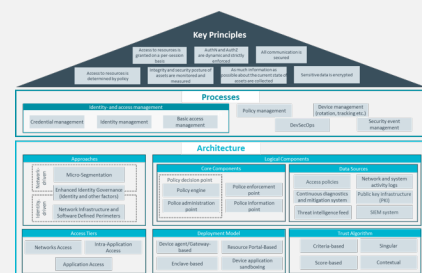 Key Principles
Access to resources is
granted on a per-session
basis
AuthN and AuthZ
are dynamic and strictly
enforced
All communication is
secured
Access to resources is
determined by policy
Integrity and security posture of
assets are monitored and
measured
As much information as
possible about the current state of
assets are collected
Sensitive data is encrypted
Processes
Identity- and access management
Credential management
Identity management
Basic access
management
Policy management
Device management
(rotation, tracking etc.)
DevSecOps
Security event
management
Architecture
Approaches
Network-
driven
Micro-Segmentation
Enhanced Identity Governance
(Identity and other factors)
Identity-
driven
Network Infrastructure and
Software Defined Perimeters
Logical Components
Core Components
Policy decision point
Policy engine
Policy administration
point
Policy enforcement
point
Policy information
point
Data Sources
Access policies
Network and system
activity logs
Continuous diagnostics
and mitigation system
Public key infrastructure
(PKI)
Threat intelligence feed
SIEM system
Access Tiers
Networks Access
Intra-Application
Access
Application Access
Deployment Model
Device agent/Gateway-
based
Resource Portal-Based
Enclave-based
Device application
sandboxing
Trust Algorithm
Criteria-based
Singular
Score-based
Contextual